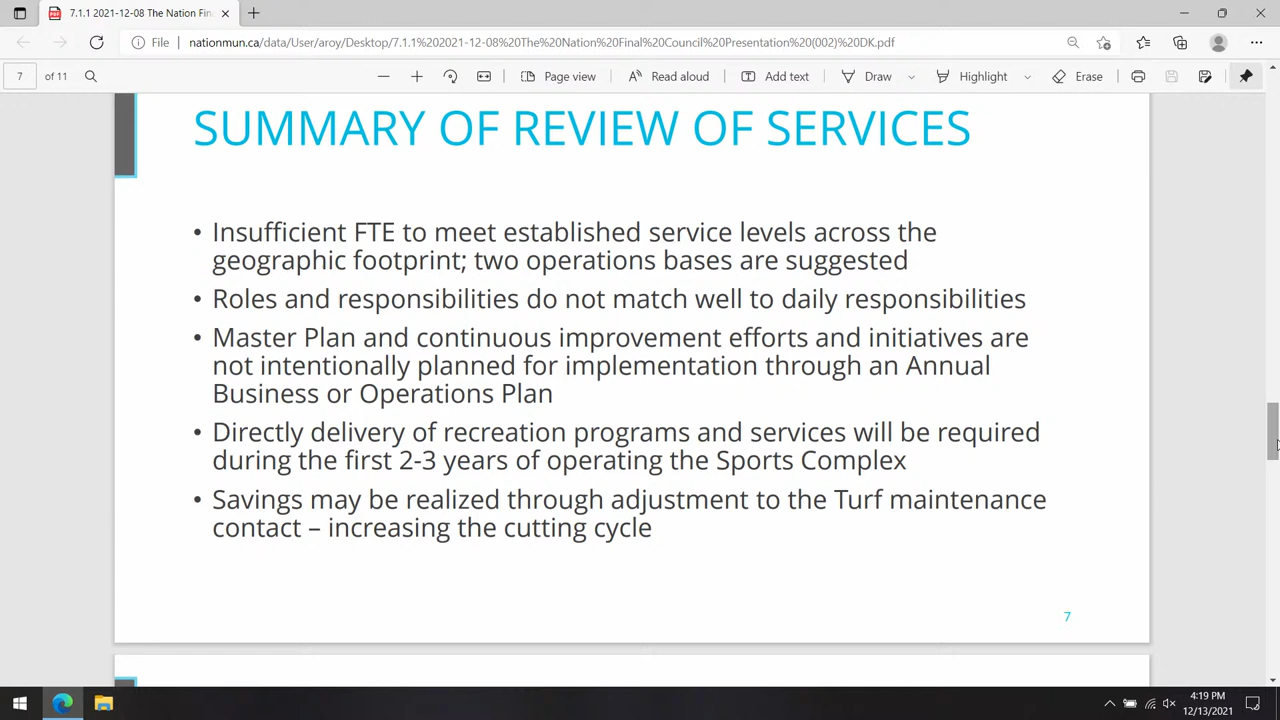 7.1.1 2021-12-08 The Nation Fin
File
nationmun.ca/data/User/aroy/Desktop/7.1.1%202021-12-08%20The%20Nation%20Final%20Council%20Presentation%20(002)%20DK.pdf
7 of 11
Page view
Read aloud
Add text
Draw
Highlight
Erase
SUMMARY OF REVIEW OF SERVICES
• Insufficient FTE to meet established service levels across the
geographic footprint; two operations bases are suggested
• Roles and responsibilities do not match well to daily responsibilities
• Master Plan and continuous improvement efforts and initiatives are
not intentionally planned for implementation through an Annual
Business or Operations Plan
• Directly delivery of recreation programs and services will be required
during the first 2-3 years of operating the Sports Complex
• Savings may be realized through adjustment to the Turf maintenance
contact – increasing the cutting cycle
7
4:19 PM
12/13/2021